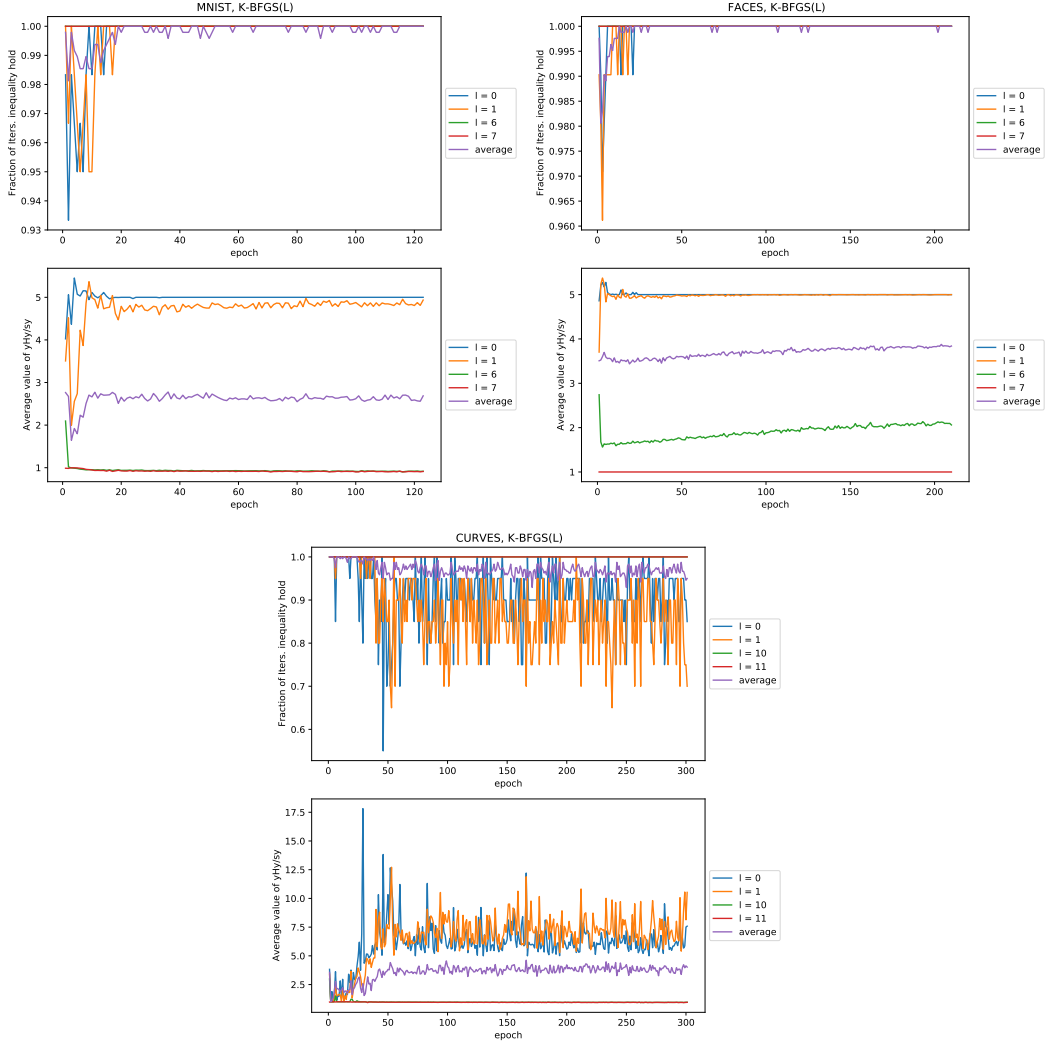 MNIST, K-BFGS(L)
Fraction of Iters. inequality hold
1.00
0.99
0.98
0.97
0.96
0.95
0.94
0.93
0 20 40 60 80 100 120
epoch
l = 0
l = 1
l = 6
l = 7
average
FACES, K-BFGS(L)
Fraction of Iters. inequality hold
1.000
0.995
0.990
0.985
0.980
0.975
0.970
0.965
0.960
0 50 100 150 200
epoch
l = 0
l = 1
l = 6
l = 7
average
Average value of yHy/sy
5
4
3
2
1
0 20 40 60 80 100 120
epoch
l = 0
l = 1
l = 6
l = 7
average
Average value of yHy/sy
5
4
3
2
1
0 50 100 150 200
epoch
l = 0
l = 1
l = 6
l = 7
average
CURVES, K-BFGS(L)
Fraction of Iters. inequality hold
1.0
0.9
0.8
0.7
0.6
0 50 100 150 200 250 300
epoch
l = 0
l = 1
l = 10
l = 11
average
Average value of yHy/sy
17.5
15.0
12.5
10.0
7.5
5.0
2.5
0 50 100 150 200 250 300
epoch
l = 0
l = 1
l = 10
l = 11
average